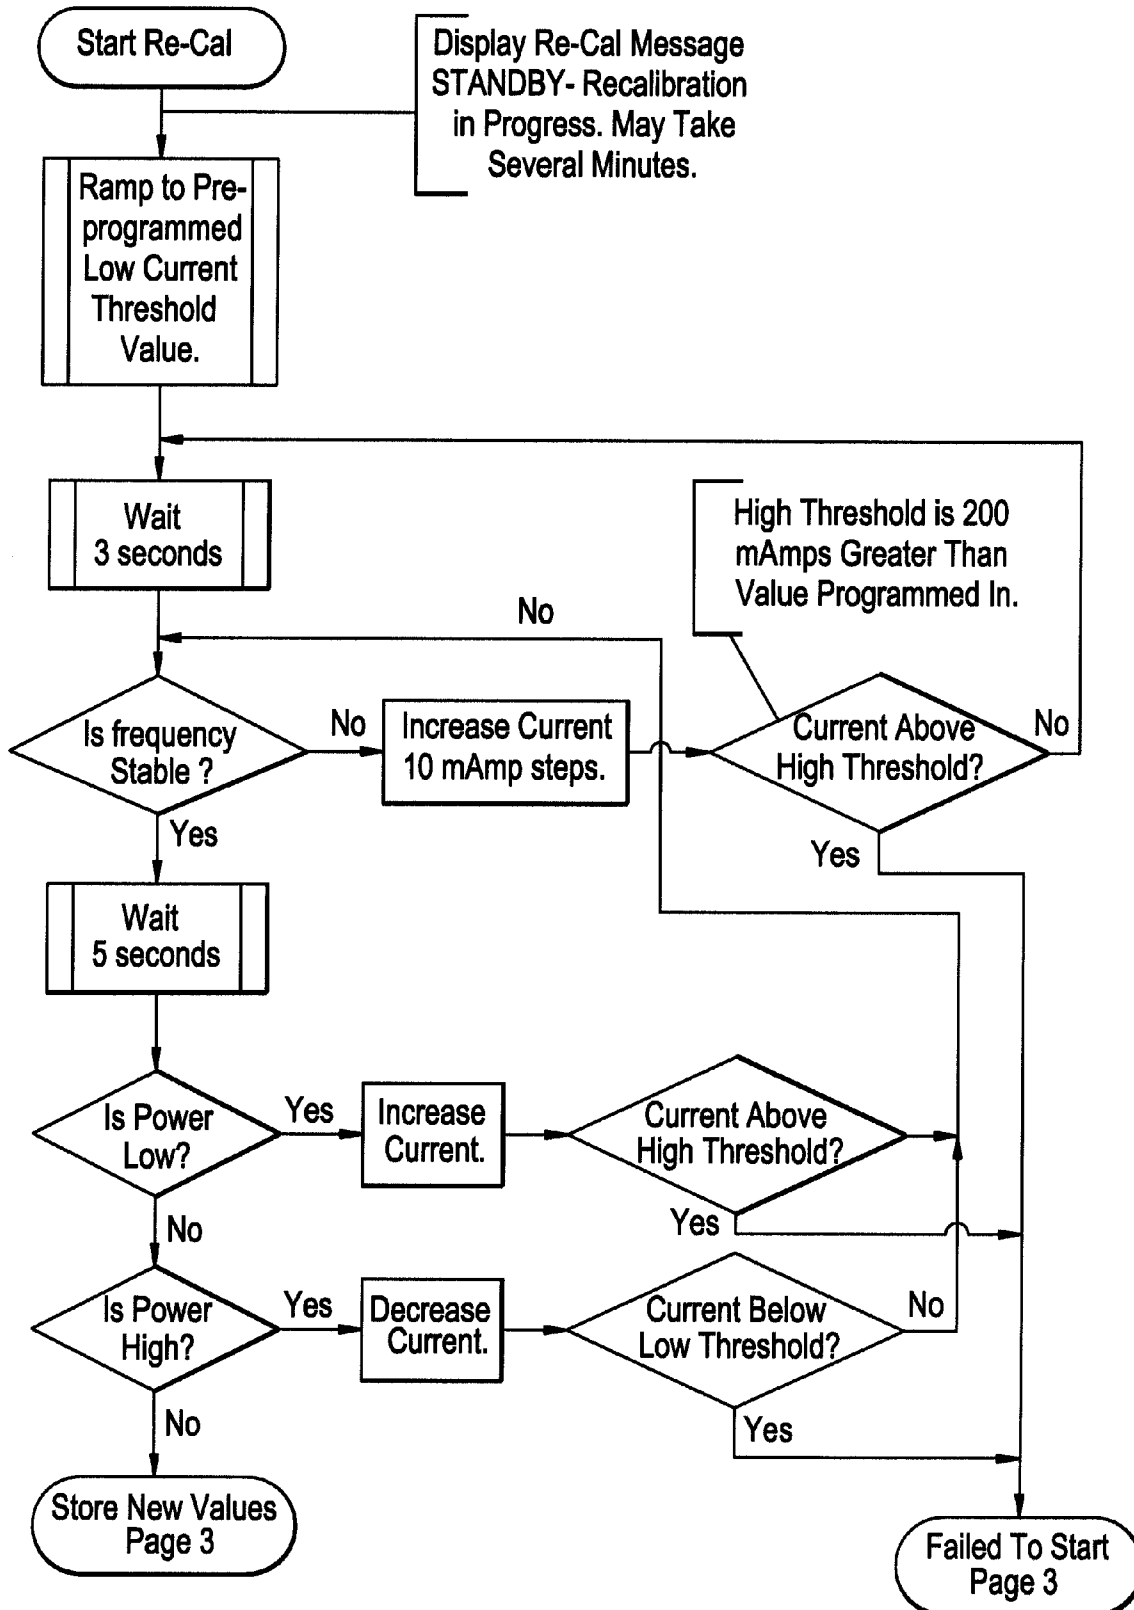 Start Re-Cal
Display Re-Cal Message
STANDBY- Recalibration
in Progress. May Take
Several Minutes.
Ramp to Pre-
programmed
Low Current
Threshold
Value.
Wait
3 seconds
High Threshold is 200
mAmps Greater Than
Value Programmed In.
No
Is frequency
Stable ?
No
Increase Current
10 mAmp steps.
Current Above
High Threshold?
No
Yes
Yes
Wait
5 seconds
Is Power
Low?
Yes
Increase
Current.
Current Above
High Threshold?
Yes
No
Is Power
High?
Yes
Decrease
Current.
Current Below
Low Threshold?
No
Yes
No
Store New Values
Page 3
Failed To Start
Page 3